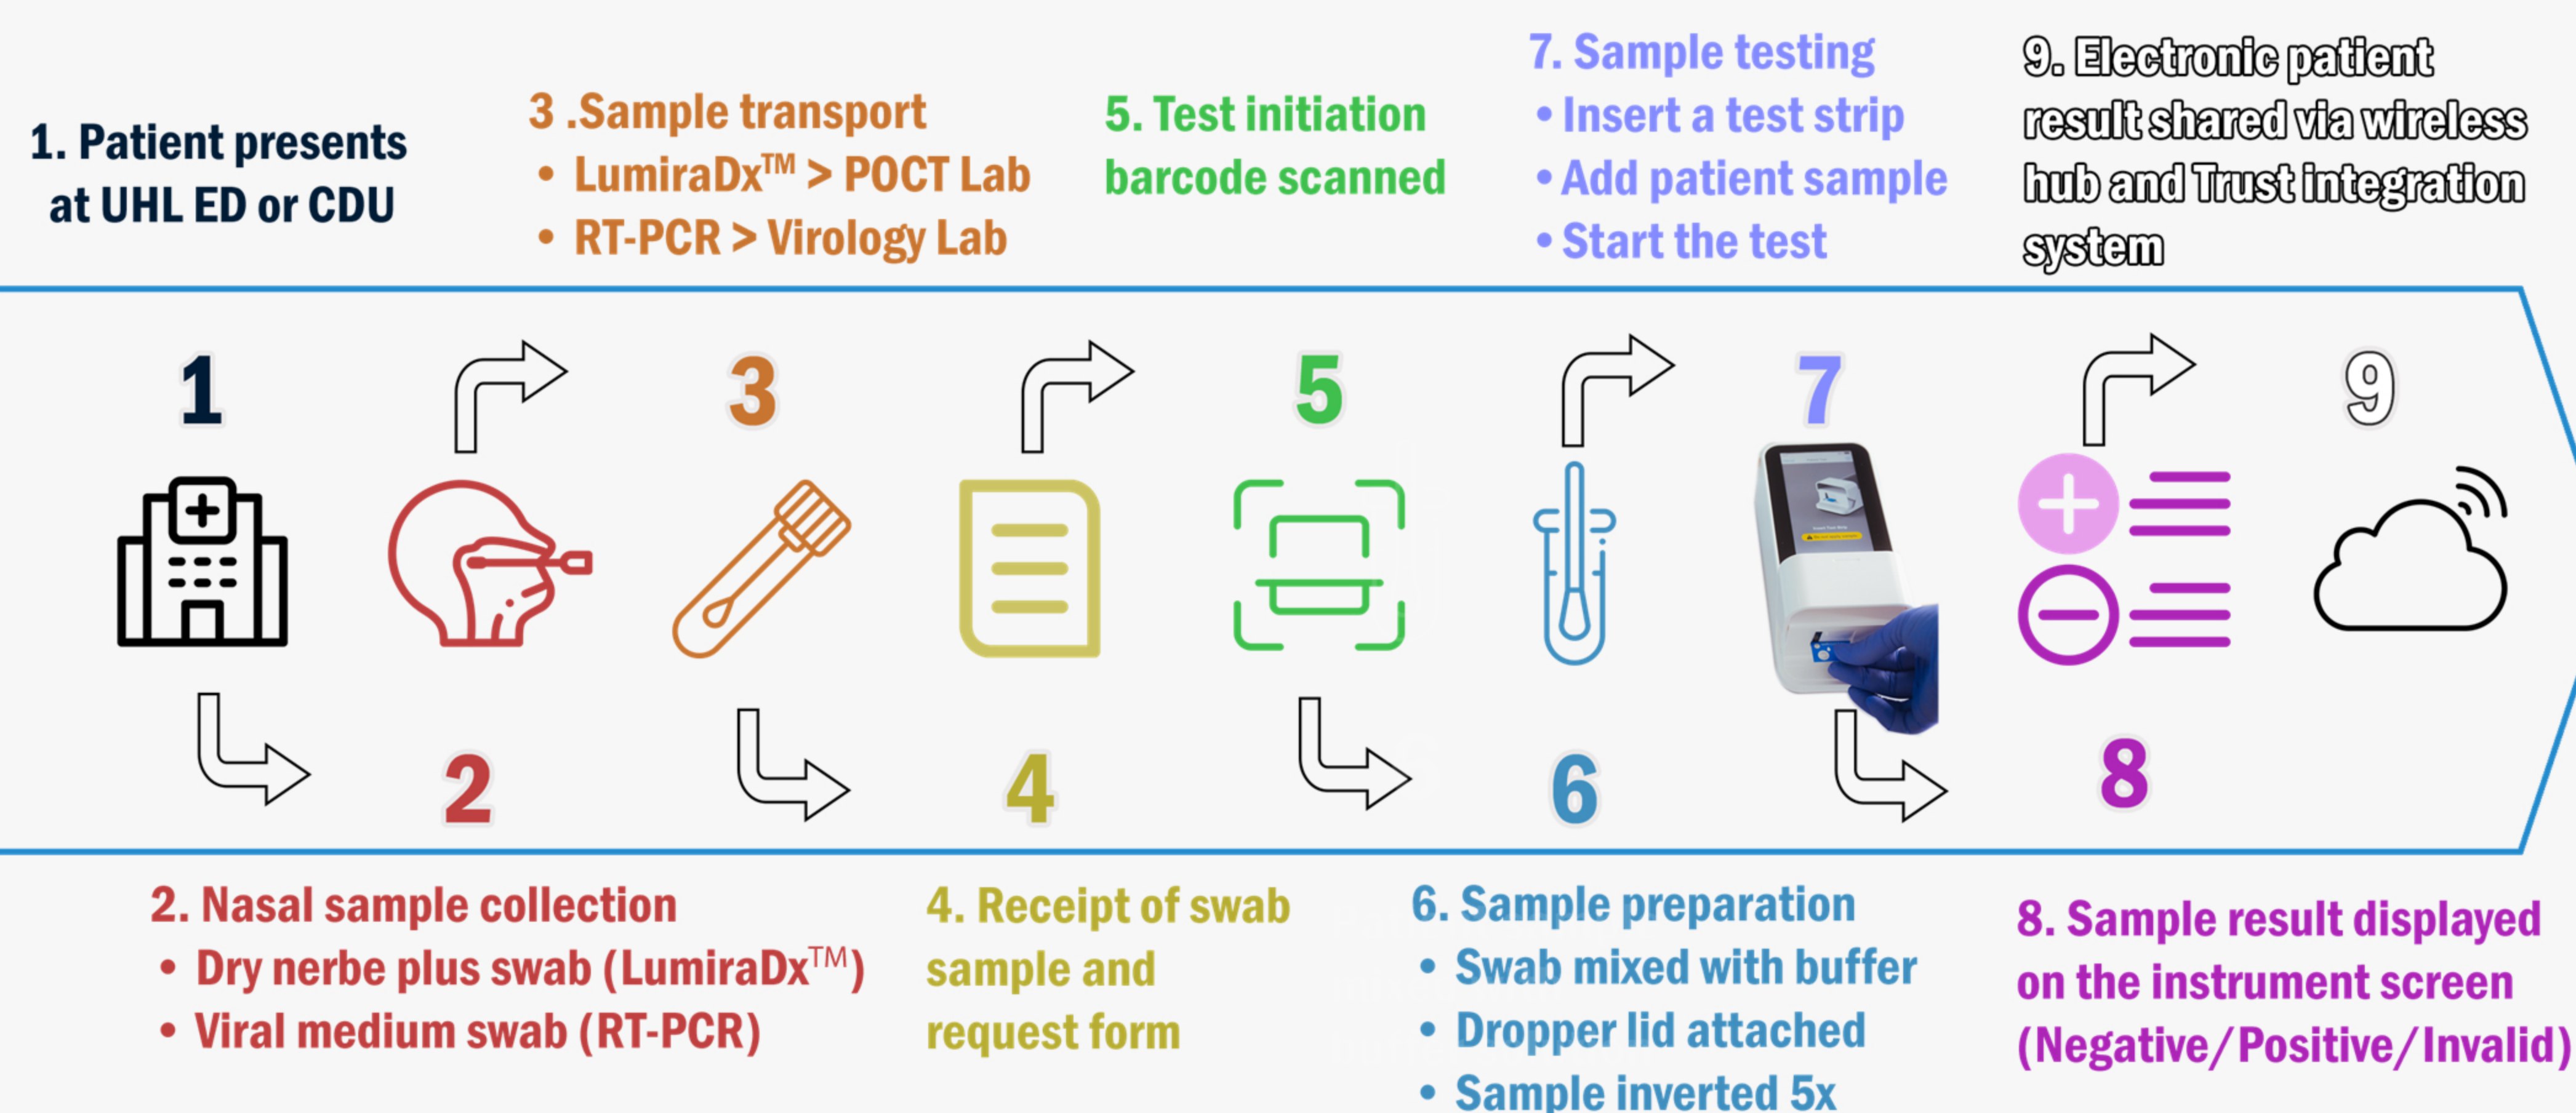 1. Patient presents
at UHL ED or CDU
3 .Sample transport
• LumiraDx™ > POCT Lab
• RT-PCR > Virology Lab
5. Test initiation
barcode scanned
7. Sample testing
• Insert a test strip
• Add patient sample
• Start the test
9. Electronic patient
result shared via wireless
hub and Trust integration
system
1
3
5
7
9
2
4
6
8
2. Nasal sample collection
• Dry nerbe plus swab (LumiraDx™)
• Viral medium swab (RT-PCR)
4. Receipt of swab
sample and
request form
6. Sample preparation
• Swab mixed with buffer
• Dropper lid attached
• Sample inverted 5x
8. Sample result displayed
on the instrument screen
(Negative/Positive/Invalid)